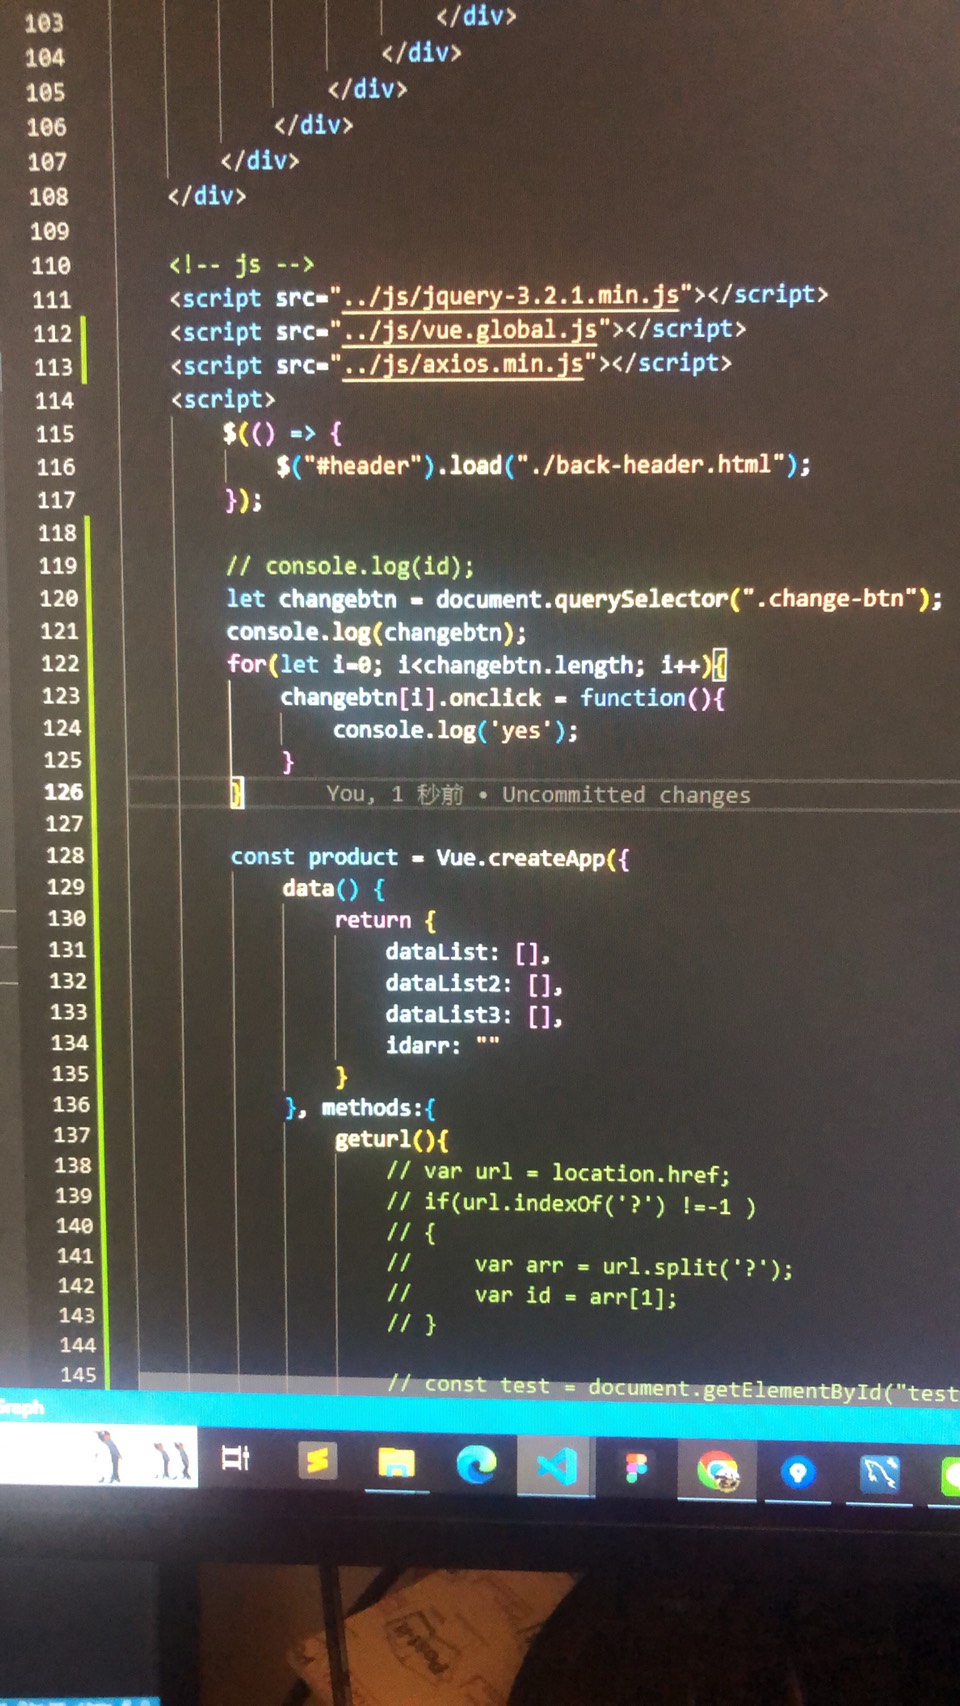 103 </div>
104 </div>
105 </div>
106 </div>
107 </div>
108 </div>
109
110 <!-- js -->
111 <script src="../js/jquery-3.2.1.min.js"></script>
112 <script src="../js/vue.global.js"></script>
113 <script src="../js/axios.min.js"></script>
114 <script>
115 $(() => {
116 $("#header").load("./back-header.html");
117 });
118
119 // console.log(id);
120 let changebtn = document.querySelector(".change-btn");
121 console.log(changebtn);
122 for(let i=0; i<changebtn.length; i++){
123 changebtn[i].onclick = function(){
124 console.log('yes');
125 }
126 } You, 1 秒前 • Uncommitted changes
127
128 const product = Vue.createApp({
129 data() {
130 return {
131 dataList: [],
132 dataList2: [],
133 dataList3: [],
134 idarr: ""
135 }
136 }, methods:{
137 geturl(){
138 // var url = location.href;
139 // if(url.indexOf('?') !=-1 )
140 // {
141 // var arr = url.split('?');
142 // var id = arr[1];
143 // }
144
145 // const test = document.getElementById("test
Graph